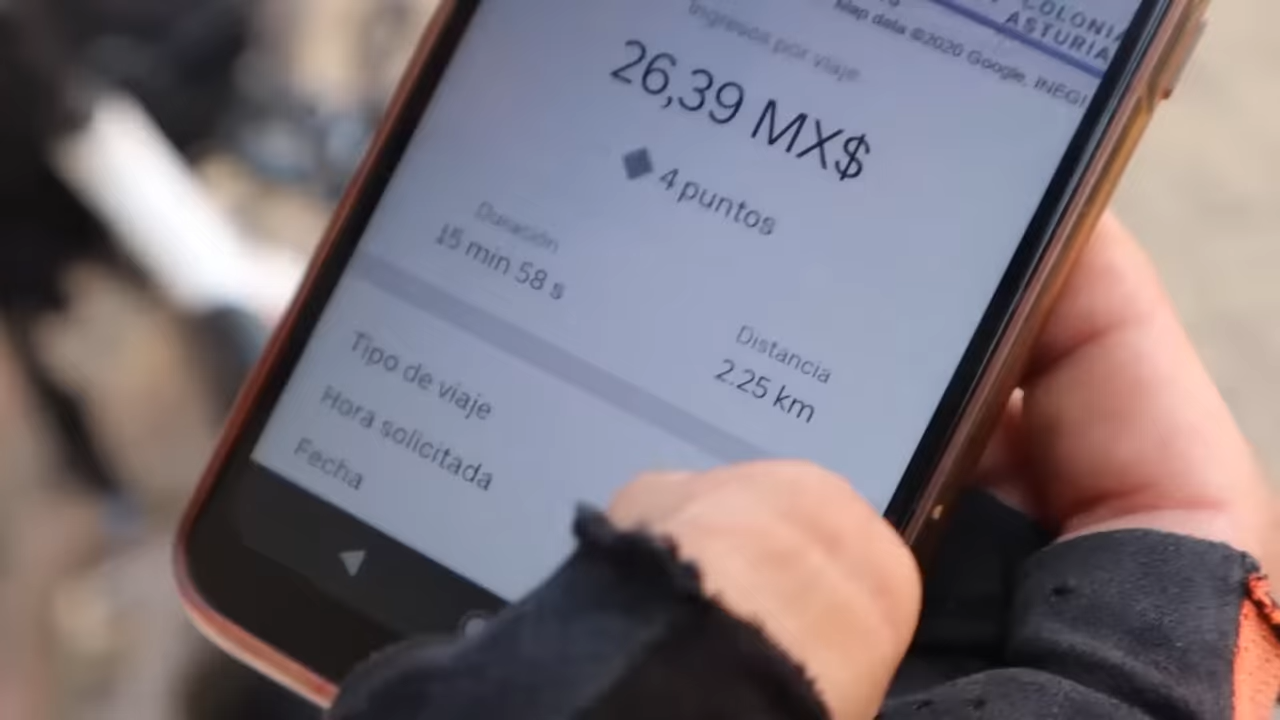 COLONIA
ASTURIA
Map data ©2020 Google, INEGI
Ingresos por viaje
26,39 MX$
4 puntos
Duración
15 min 58 s
Distancia
2.25 km
Tipo de viaje
Hora solicitada
Fecha